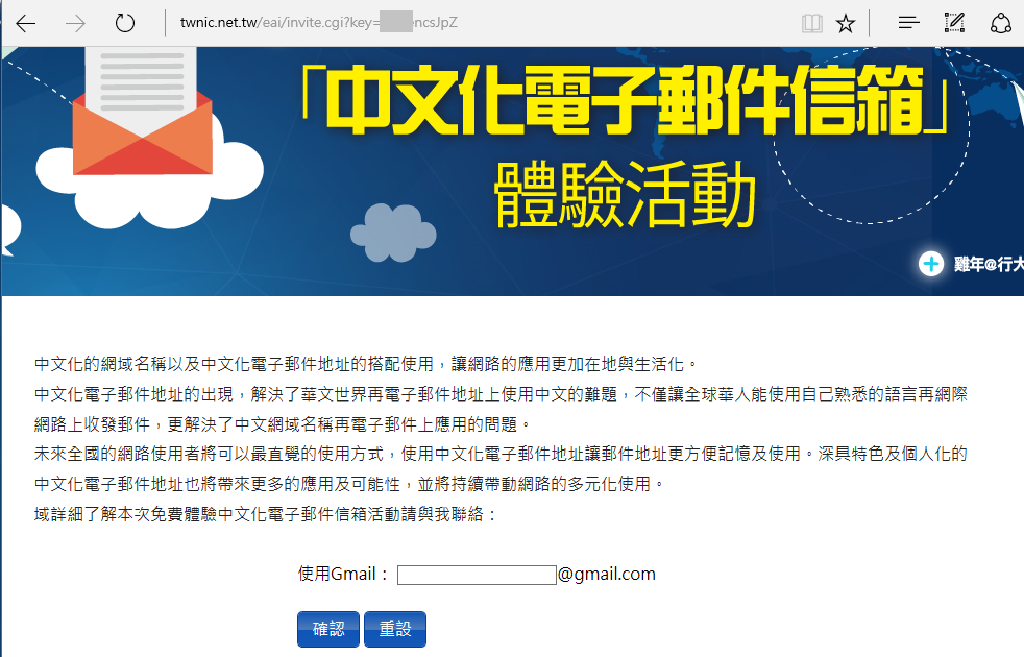 twnic.net.tw/eai/invite.cgi?key= encsJpZ
「中文化電子郵件信箱」
體驗活動
雞年@行大
中文化的網域名稱以及中文化電子郵件地址的搭配使用，讓網路的應用更加在地與生活化。
中文化電子郵件地址的出現，解決了華文世界再電子郵件地址上使用中文的難題，不僅讓全球華人能使用自己熟悉的語言再網際
網路上收發郵件，更解決了中文網域名稱再電子郵件上應用的問題。
未來全國的網路使用者將可以最直覺的使用方式，使用中文化電子郵件地址讓郵件地址更方便記憶及使用。深具特色及個人化的
中文化電子郵件地址也將帶來更多的應用及可能性，並將持續帶動網路的多元化使用。
域詳細了解本次免費體驗中文化電子郵件信箱活動請與我聯絡：
使用Gmail： @gmail.com
確認 重設